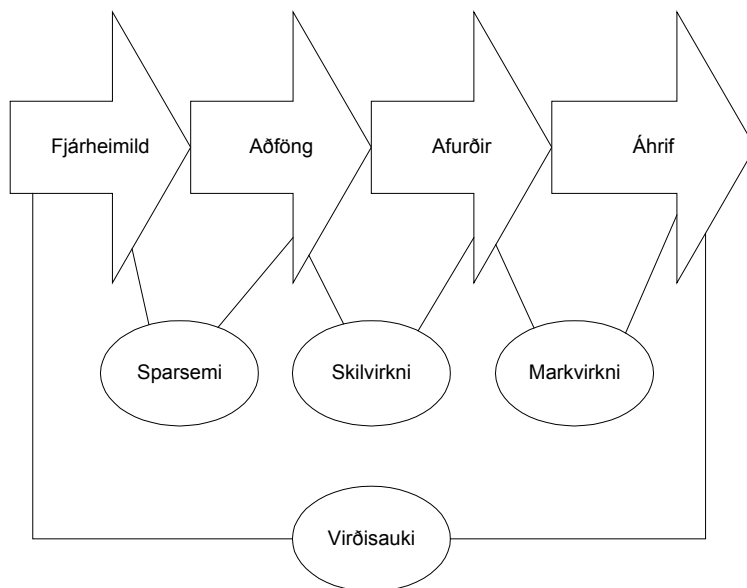 Fjárheimild
Aðföng
Afurðir
Áhrif
Sparsemi
Skilvirkni
Markvirkni
Virðisauki